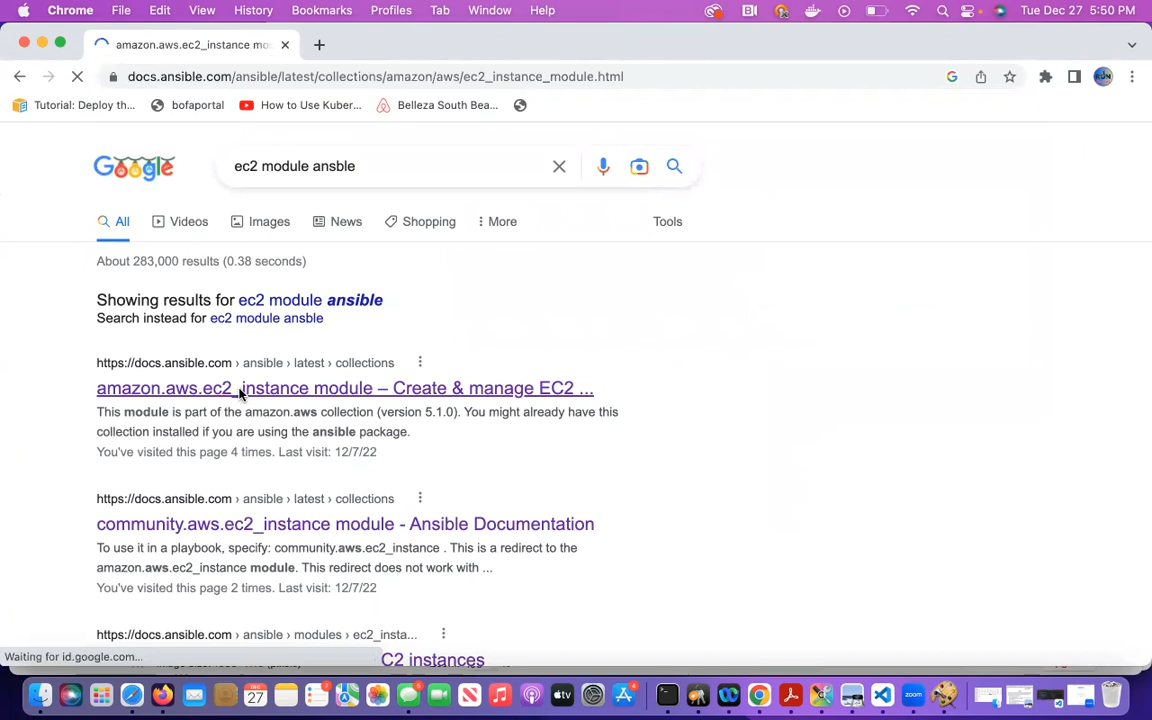 Chrome File Edit View History Bookmarks Profiles Tab Window Help Tue Dec 27 5:50 PM
amazon.aws.ec2_instance mo
docs.ansible.com/ansible/latest/collections/amazon/aws/ec2_instance_module.html
Tutorial: Deploy th... bofaportal How to Use Kuber... Belleza South Bea...
Google ec2 module ansble
All Videos Images News Shopping More Tools
About 283,000 results (0.38 seconds)
Showing results for ec2 module ansible
Search instead for ec2 module ansble
https://docs.ansible.com › ansible › latest › collections
amazon.aws.ec2_instance module – Create & manage EC2 ...
This module is part of the amazon.aws collection (version 5.1.0). You might already have this
collection installed if you are using the ansible package.
You've visited this page 4 times. Last visit: 12/7/22
https://docs.ansible.com › ansible › latest › collections
community.aws.ec2_instance module - Ansible Documentation
To use it in a playbook, specify: community.aws.ec2_instance . This is a redirect to the
amazon.aws.ec2_instance module. This redirect does not work with ...
You've visited this page 2 times. Last visit: 12/7/22
https://docs.ansible.com › ansible › modules › ec2_insta...
Waiting for id.google.com...
C2 instances